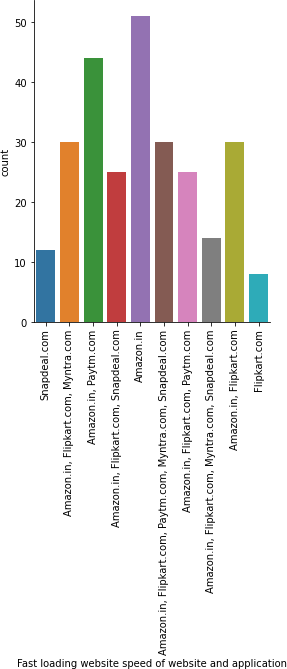 50
40
30
20
10
0
count
Snapdeal.com
Amazon.in, Flipkart.com, Myntra.com
Amazon.in, Paytm.com
Amazon.in, Flipkart.com, Snapdeal.com
Amazon.in
Amazon.in, Flipkart.com, Paytm.com, Myntra.com, Snapdeal.com
Amazon.in, Flipkart.com, Paytm.com
Amazon.in, Flipkart.com, Myntra.com, Snapdeal.com
Amazon.in, Flipkart.com
Flipkart.com
Fast loading website speed of website and application